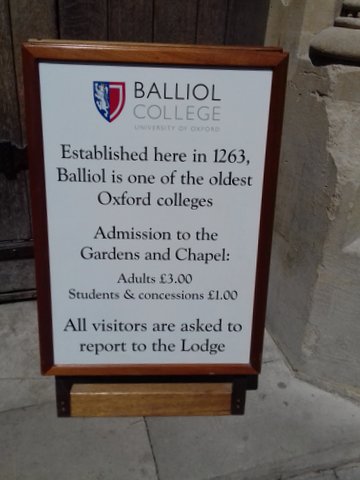 BALLIOL
COLLEGE
UNIVERSITY OF OXFORD
Established here in 1263,
Balliol is one of the oldest
Oxford colleges
Admission to the
Gardens and Chapel:
Adults £3.00
Students & concessions £1.00
All visitors are asked to
report to the Lodge